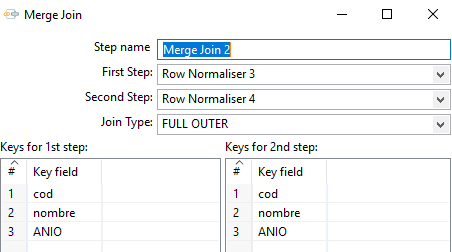 Merge Join
Step name Merge Join 2
First Step: Row Normaliser 3
Second Step: Row Normaliser 4
Join Type: FULL OUTER
Keys for 1st step: Keys for 2nd step:
# Key field # Key field
1 cod 1 cod
2 nombre 2 nombre
3 ANIO 3 ANIO